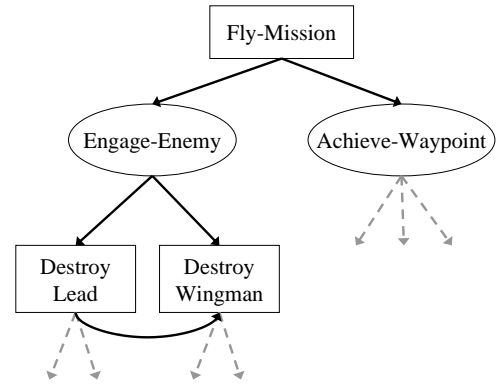 Fly-Mission
Engage-Enemy
Achieve-Waypoint
Destroy
Lead
Destroy
Wingman